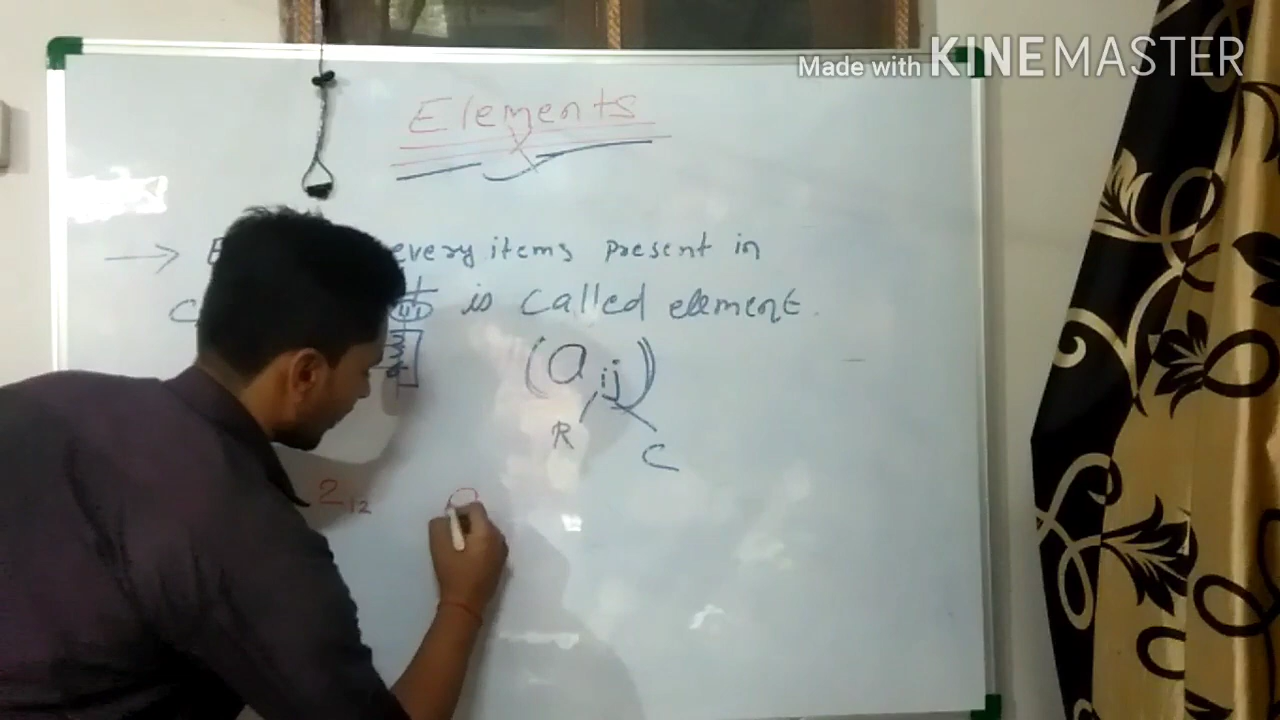 Made with KINEMASTER
Elements
every items present in
is called element.
(a ij)
R
C
2 12